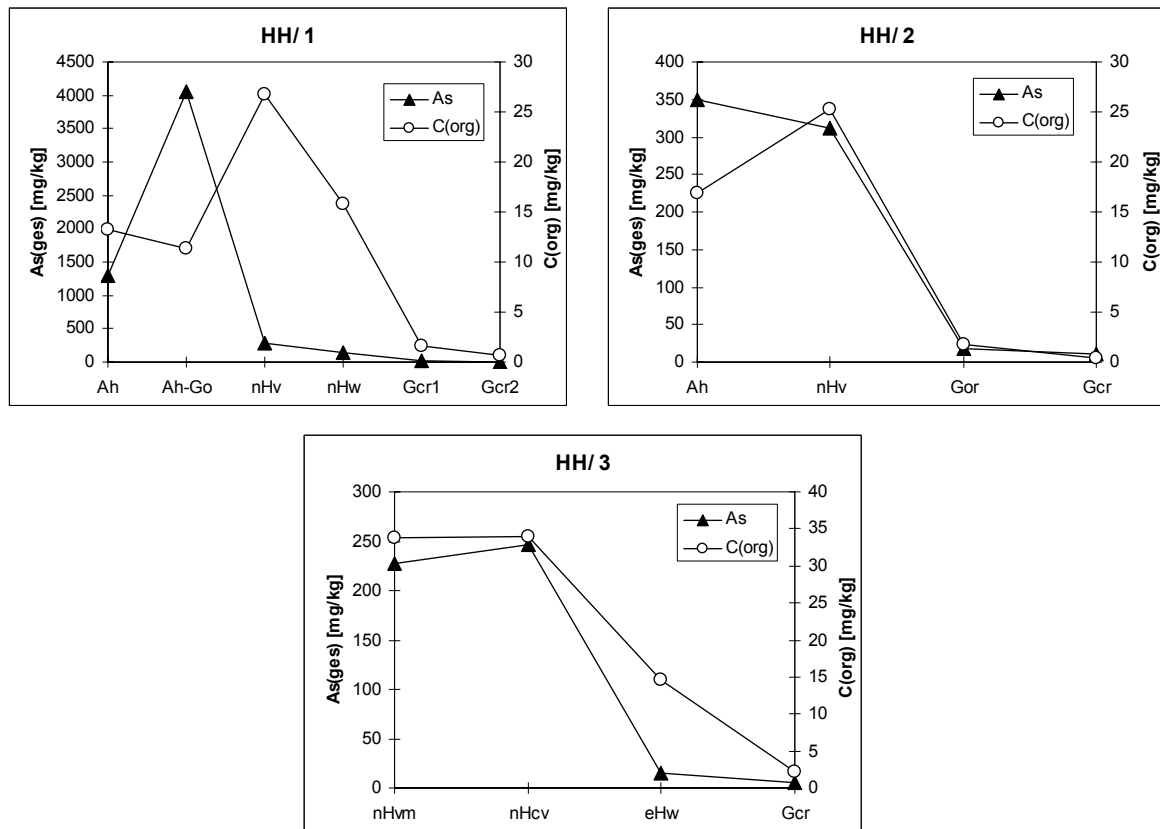 HH/ 1
As(ges) [mg/kg]
4500
4000
3500
3000
2500
2000
1500
1000
500
0
As
C(org)
30
25
20
15
10
5
0
C(org) [mg/kg]
Ah Ah-Go nHv nHw Gcr1 Gcr2
HH/ 2
As(ges) [mg/kg]
400
350
300
250
200
150
100
50
0
As
C(org)
30
25
20
15
10
5
0
C(org) [mg/kg]
Ah nHv Gor Gcr
HH/ 3
As(ges) [mg/kg]
300
250
200
150
100
50
0
As
C(org)
40
35
30
25
20
15
10
5
0
C(org) [mg/kg]
nHvm nHcv eHw Gcr